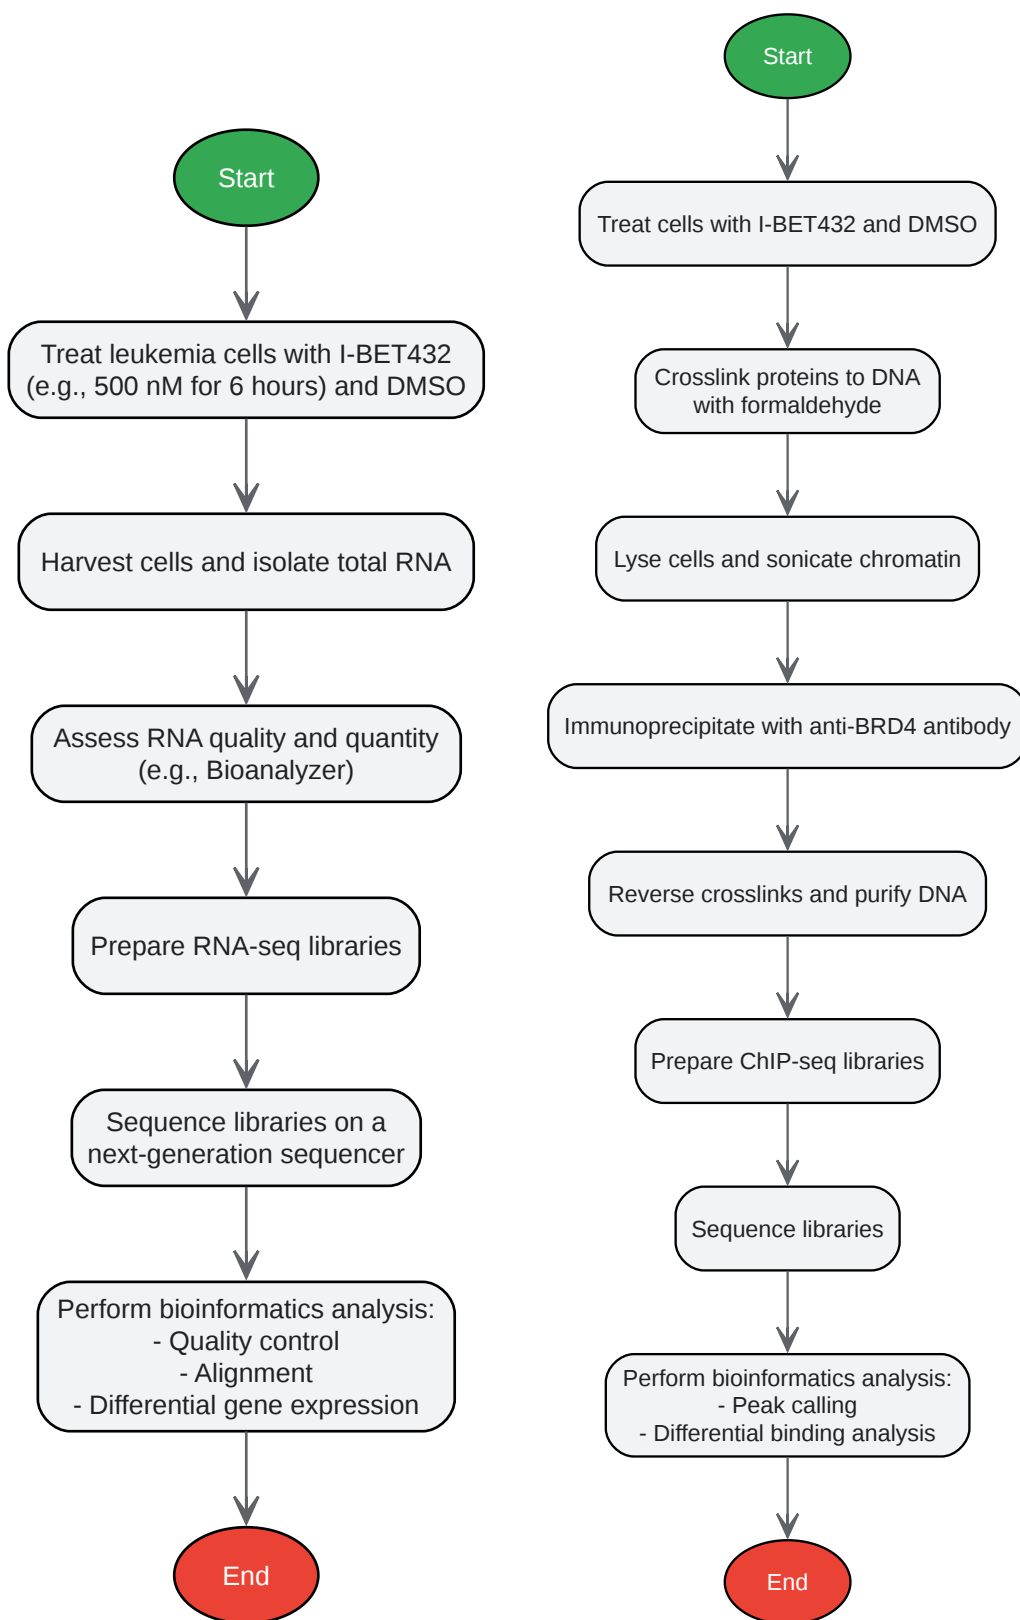 Start
Treat leukemia cells with I-BET432
(e.g., 500 nM for 6 hours) and DMSO
Harvest cells and isolate total RNA
Assess RNA quality and quantity
(e.g., Bioanalyzer)
Prepare RNA-seq libraries
Sequence libraries on a
next-generation sequencer
Perform bioinformatics analysis:
- Quality control
- Alignment
- Differential gene expression
End
Start
Treat cells with I-BET432 and DMSO
Crosslink proteins to DNA
with formaldehyde
Lyse cells and sonicate chromatin
Immunoprecipitate with anti-BRD4 antibody
Reverse crosslinks and purify DNA
Prepare ChIP-seq libraries
Sequence libraries
Perform bioinformatics analysis:
- Peak calling
- Differential binding analysis
End